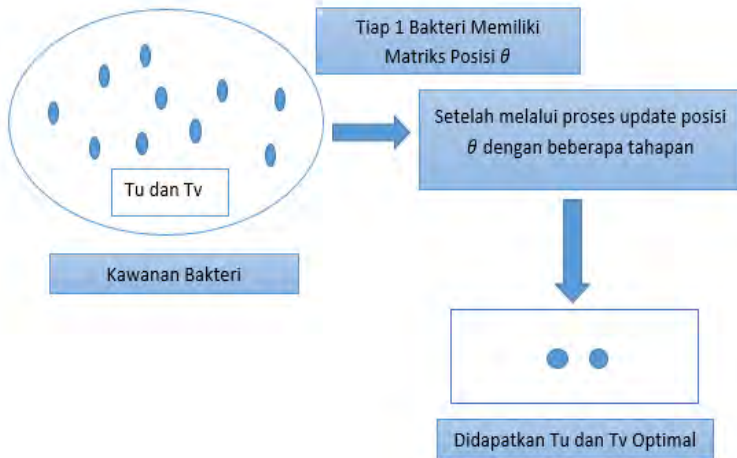 Tiap 1 Bakteri Memiliki
Matriks Posisi θ
Setelah melalui proses update posisi
θ dengan beberapa tahapan
Tu dan Tv
Kawanan Bakteri
Didapatkan Tu dan Tv Optimal